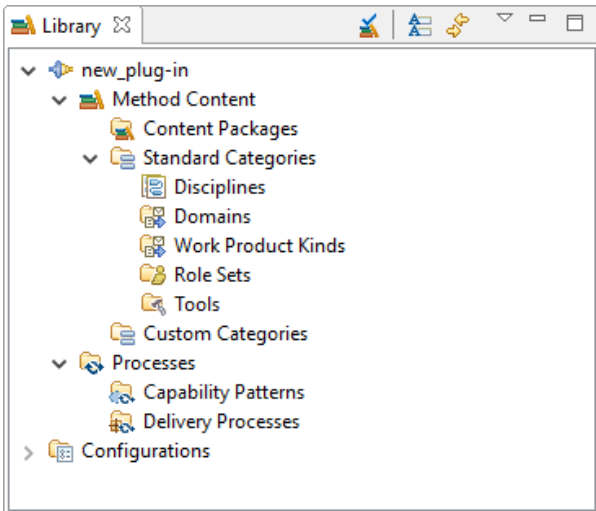 Library
new_plug-in
Method Content
Content Packages
Standard Categories
Disciplines
Domains
Work Product Kinds
Role Sets
Tools
Custom Categories
Processes
Capability Patterns
Delivery Processes
Configurations